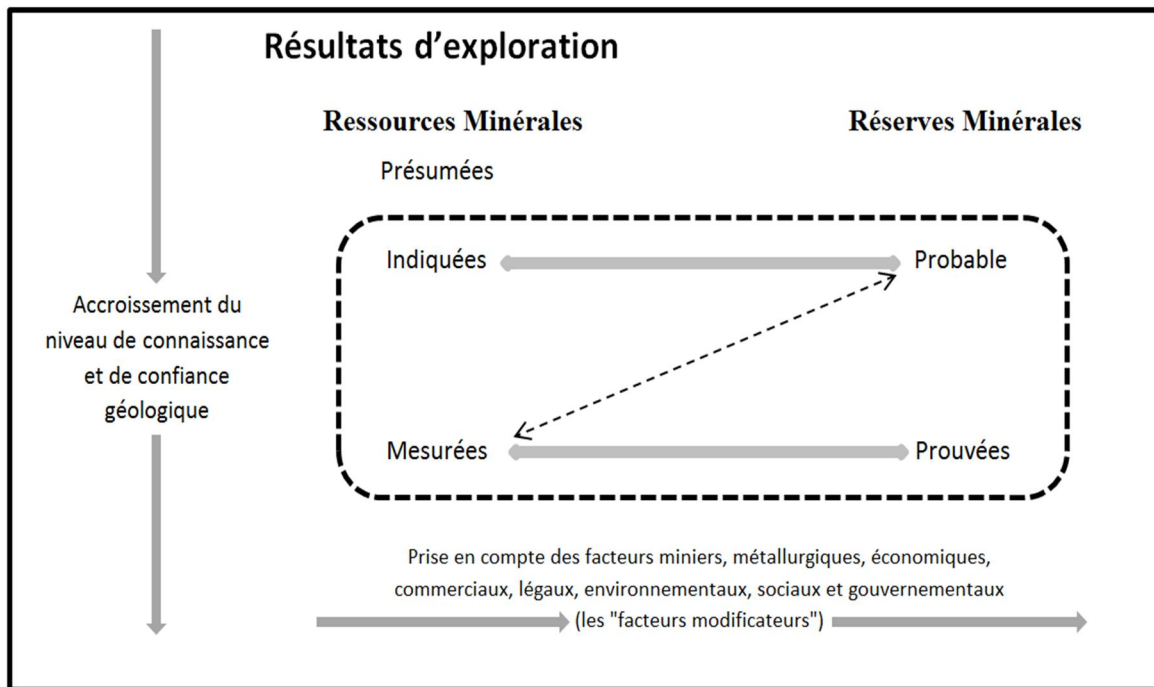 Résultats d’exploration
Ressources Minérales
Réserves Minérales
Présumées
Indiquées
Probable
Accroissement du
niveau de connaissance
et de confiance
géologique
Mesurées
Prouvées
Prise en compte des facteurs miniers, métallurgiques, économiques,
commerciaux, légaux, environnementaux, sociaux et gouvernementaux
(les "facteurs modificateurs")